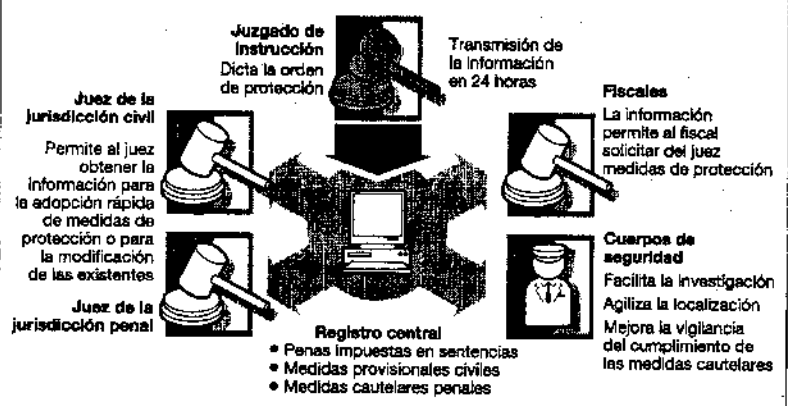 Juzgado de
Instrucción
Dicta la orden
de protección
Transmisión de
la información
en 24 horas
Juez de la
jurisdicción civil
Permite al juez
obtener la
información para
la adopción rápida
de medidas de
protección o para
la modificación
de las existentes
Juez de la
jurisdicción penal
Fiscales
La información
permite al fiscal
solicitar del juez
medidas de protección
Cuerpos de
seguridad
Facilita la investigación
Agiliza la localización
Mejora la vigilancia
del cumplimiento de
las medidas cautelares
Registro central
• Penas impuestas en sentencias
• Medidas provisionales civiles
• Medidas cautelares penales